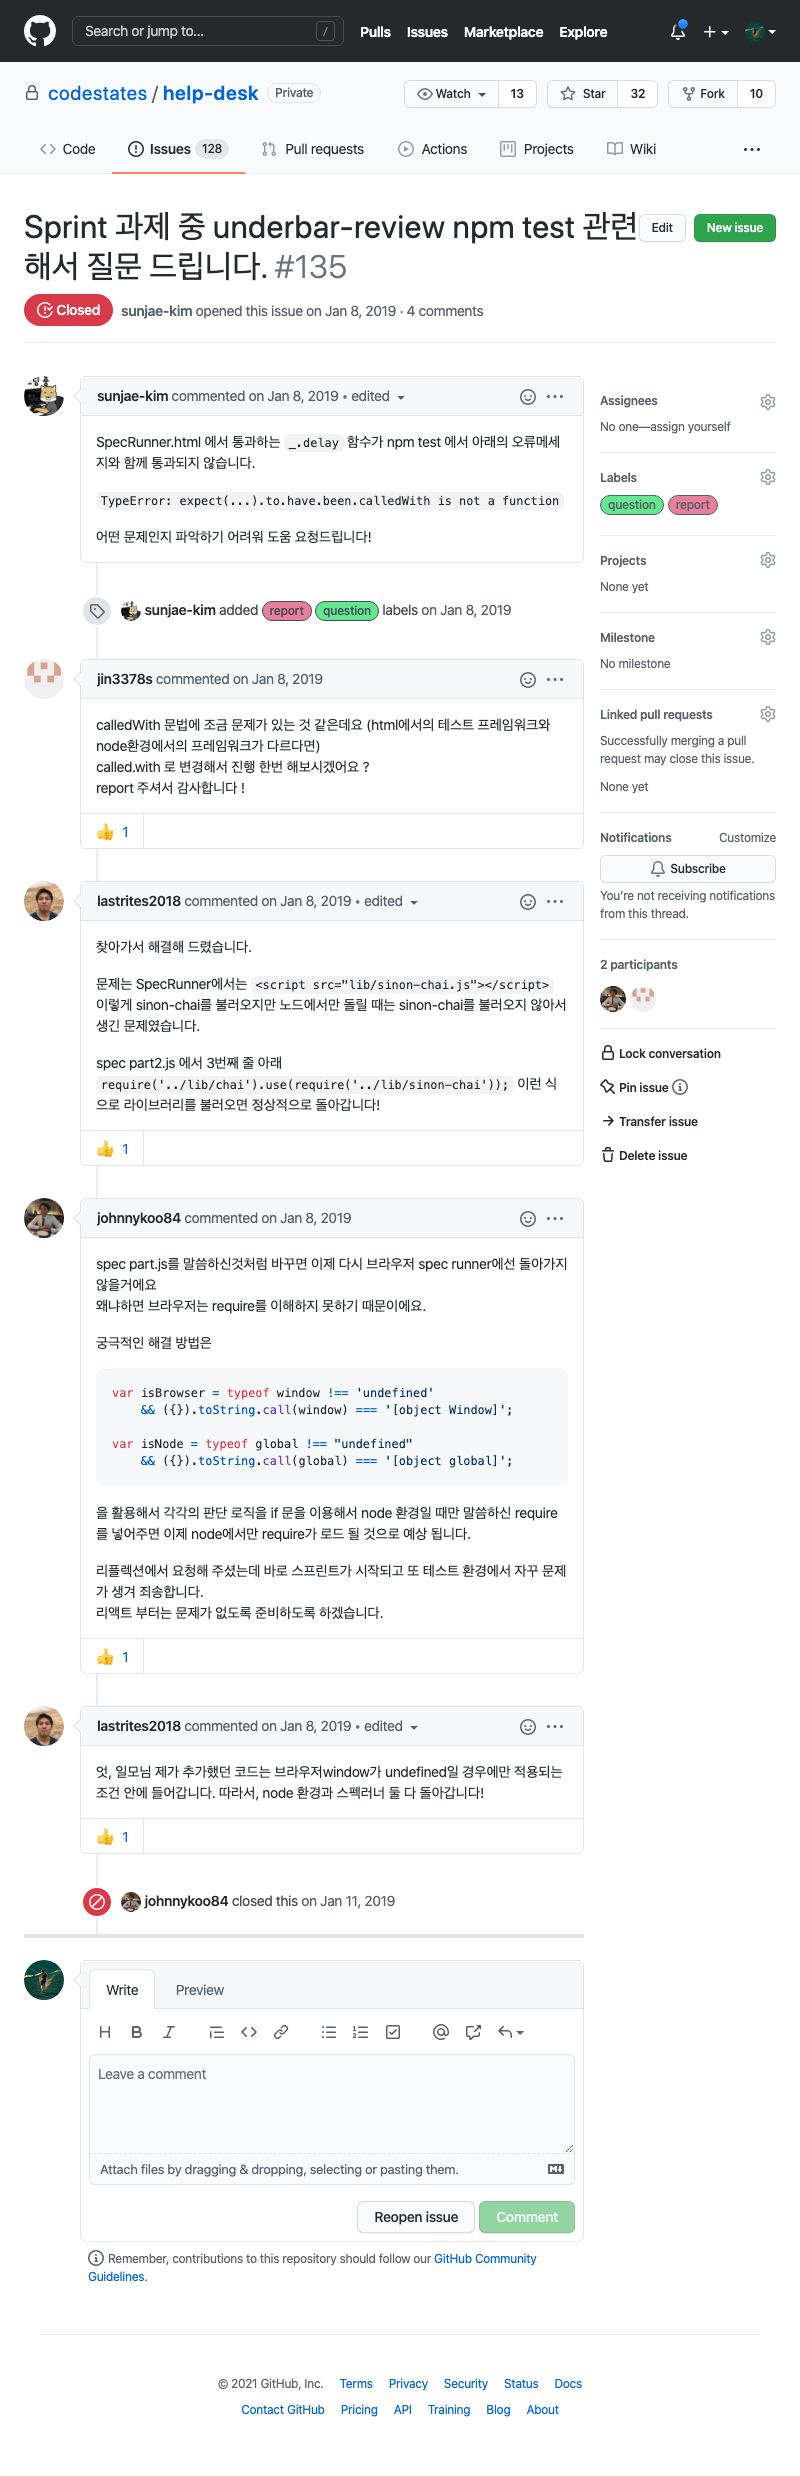 Search or jump to... /
Pulls Issues Marketplace Explore
codestates / help-desk Private
Watch 13 Star 32 Fork 10
Code Issues 128 Pull requests Actions Projects Wiki ...
Sprint 과제 중 underbar-review npm test 관련
해서 질문 드립니다. #135
Edit New issue
Closed sunjae-kim opened this issue on Jan 8, 2019 · 4 comments
sunjae-kim commented on Jan 8, 2019 • edited
SpecRunner.html 에서 통과하는 _.delay 함수가 npm test 에서 아래의 오류메세
지와 함께 통과되지 않습니다.
TypeError: expect(...).to.have.been.calledWith is not a function
어떤 문제인지 파악하기 어려워 도움 요청드립니다!
sunjae-kim added report question labels on Jan 8, 2019
jin3378s commented on Jan 8, 2019
calledWith 문법에 조금 문제가 있는 것 같은데요 (html에서의 테스트 프레임워크와
node환경에서의 프레임워크가 다르다면)
called.with 로 변경해서 진행 한번 해보시겠어요 ?
report 주셔서 감사합니다 !
👍 1
lastrites2018 commented on Jan 8, 2019 • edited
찾아가서 해결해 드렸습니다.
문제는 SpecRunner에서는 <script src="lib/sinon-chai.js"></script>
이렇게 sinon-chai를 불러오지만 노드에서만 돌릴 때는 sinon-chai를 불러오지 않아서
생긴 문제였습니다.
spec part2.js 에서 3번째 줄 아래
require('../lib/chai').use(require('../lib/sinon-chai')); 이런 식
으로 라이브러리를 불러오면 정상적으로 돌아갑니다!
👍 1
johnnykoo84 commented on Jan 8, 2019
spec part.js를 말씀하신것처럼 바꾸면 이제 다시 브라우저 spec runner에선 돌아가지
않을거에요
왜냐하면 브라우저는 require를 이해하지 못하기 때문이에요.
궁극적인 해결 방법은
var isBrowser = typeof window !== 'undefined'
&& ({}).toString.call(window) === '[object Window]';
var isNode = typeof global !== "undefined"
&& ({}).toString.call(global) === '[object global]';
을 활용해서 각각의 판단 로직을 if 문을 이용해서 node 환경일 때만 말씀하신 require
를 넣어주면 이제 node에서만 require가 로드 될 것으로 예상 됩니다.
리플렉션에서 요청해 주셨는데 바로 스프린트가 시작되고 또 테스트 환경에서 자꾸 문제
가 생겨 죄송합니다.
리액트 부터는 문제가 없도록 준비하도록 하겠습니다.
👍 1
lastrites2018 commented on Jan 8, 2019 • edited
엇, 일모님 제가 추가했던 코드는 브라우저window가 undefined일 경우에만 적용되는
조건 안에 들어갑니다. 따라서, node 환경과 스펙러너 둘 다 돌아갑니다!
👍 1
johnnykoo84 closed this on Jan 11, 2019
Write Preview
Leave a comment
Attach files by dragging & dropping, selecting or pasting them.
Reopen issue Comment
Remember, contributions to this repository should follow our GitHub Community
Guidelines.
Assignees
No one—assign yourself
Labels
question report
Projects
None yet
Milestone
No milestone
Linked pull requests
Successfully merging a pull
request may close this issue.
None yet
Notifications Customize
Subscribe
You're not receiving notifications
from this thread.
2 participants
Lock conversation
Pin issue
Transfer issue
Delete issue
© 2021 GitHub, Inc. Terms Privacy Security Status Docs
Contact GitHub Pricing API Training Blog About